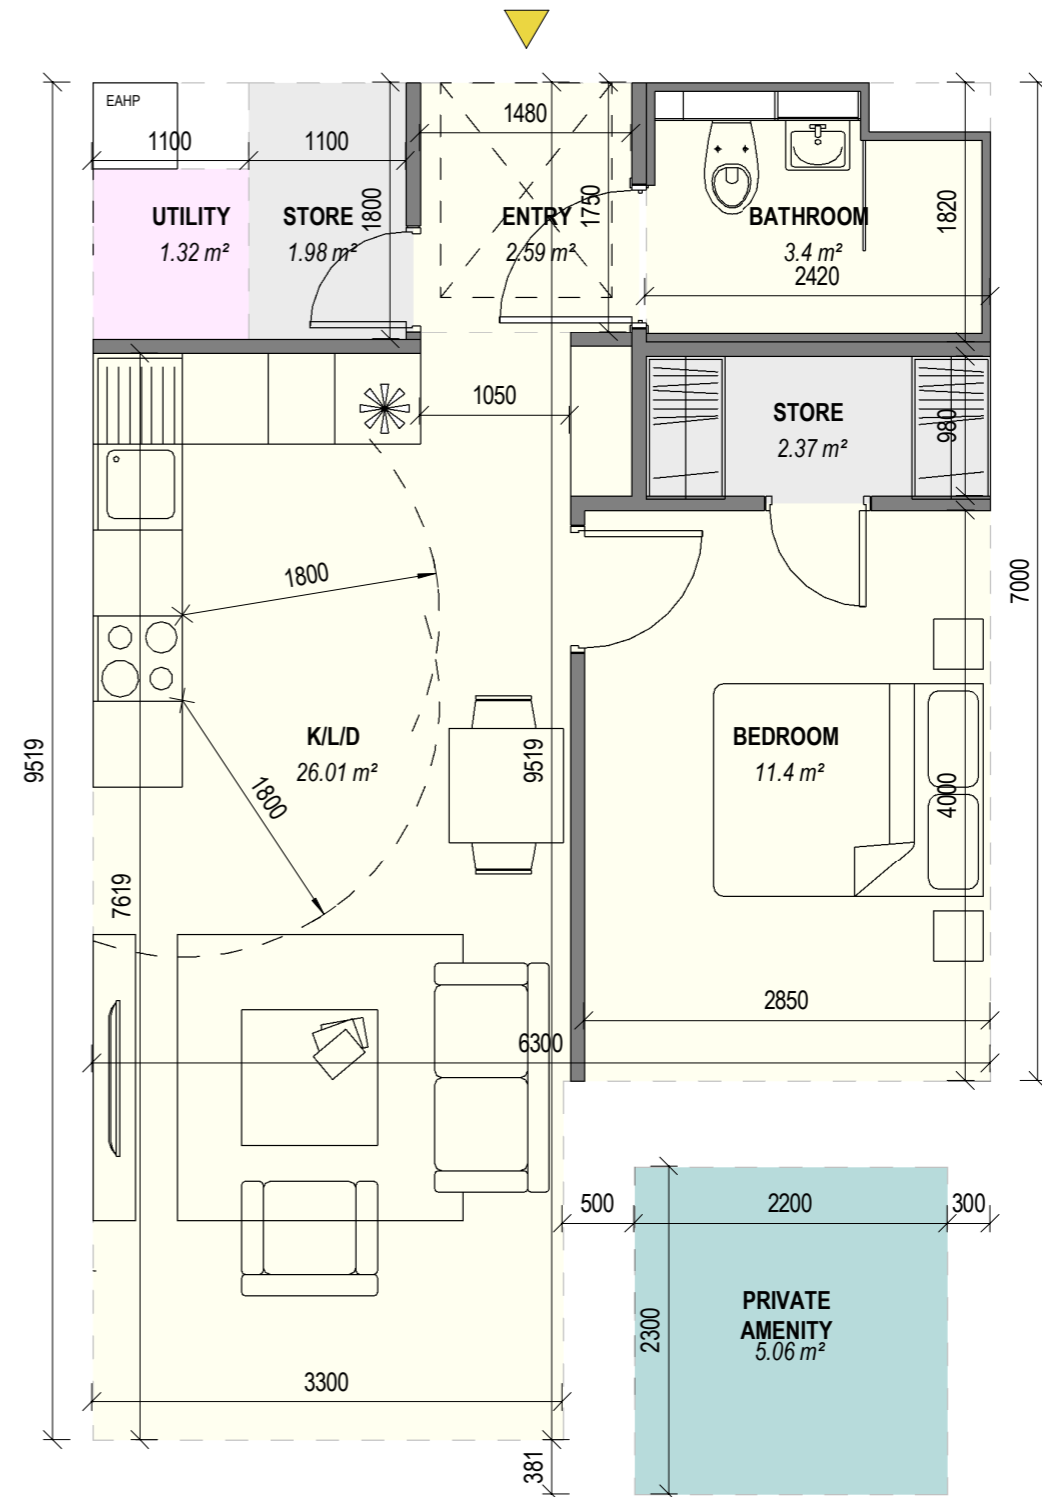 EAHP
1480
1100
1100
UTILITY
1.32 m²
STORE
1.98 m²
1800
ENTRY
2.59 m²
1750
BATHROOM
3.4 m²
1820
2420
1050
STORE
2.37 m²
980
1800
7000
9519
K/L/D
26.01 m²
9519
BEDROOM
11.4 m²
4000
1800
7619
2850
6300
500
2200
300
PRIVATE
AMENITY
5.06 m²
2300
3300
381